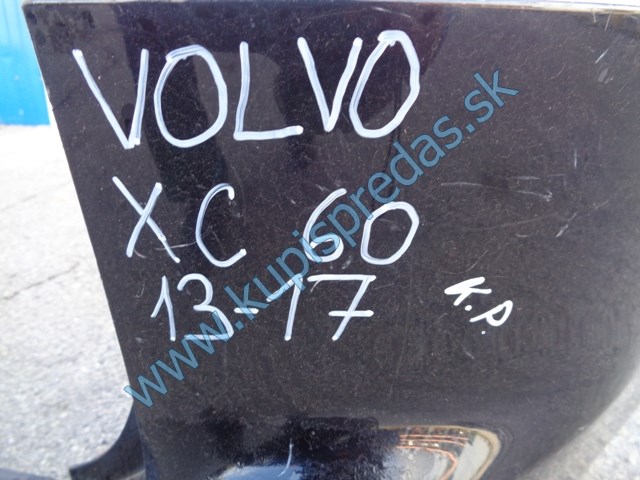 VOLVO
XC 60
13-17
K.P.
www.kupispredas.sk